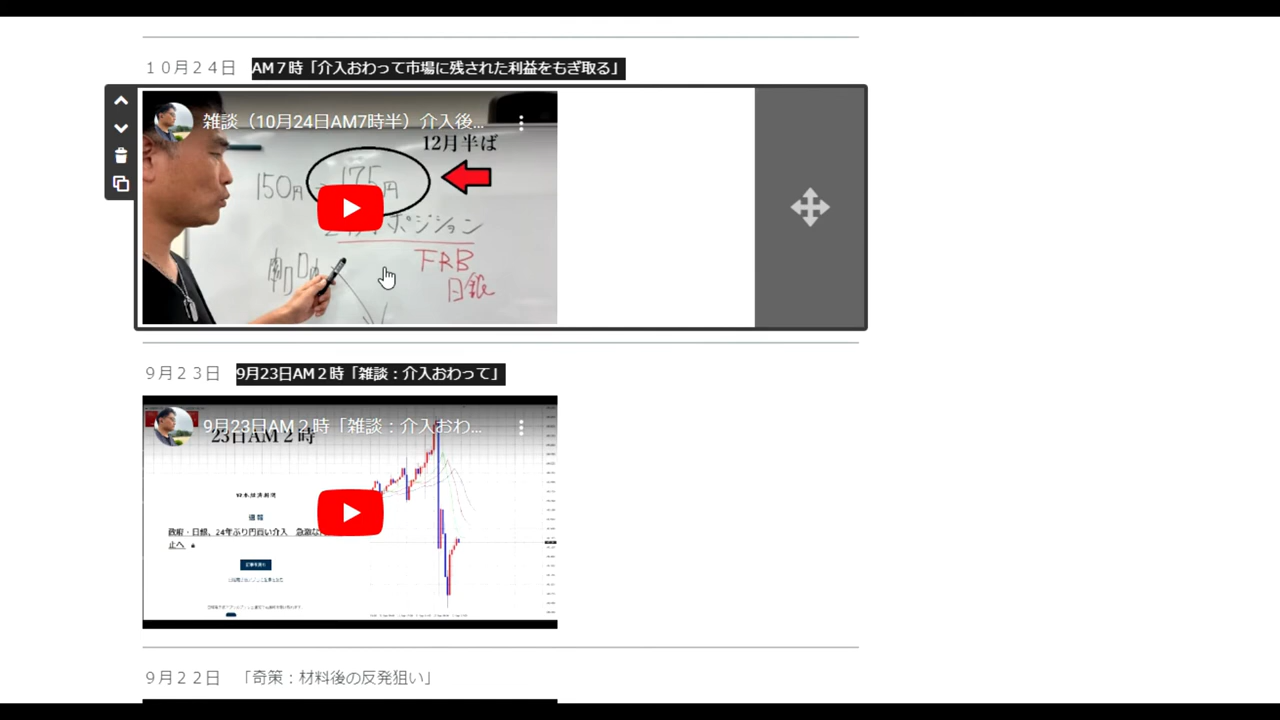 10月24日 AM7時「介入おわって市場に残された利益をもぎ取る」
雑談（10月24日AM7時半）介入後...
12月半ば
150円 - 175円
ポジション
FRB
日銀
9月23日 9月23日AM２時「雑談：介入おわって」
9月23日AM２時「雑談：介入おわ...
23日AM２時
日本経済新聞
速報
政府・日銀、24年ぶり円買い介入 急激な
止へ
9月22日 「奇策：材料後の反発狙い」